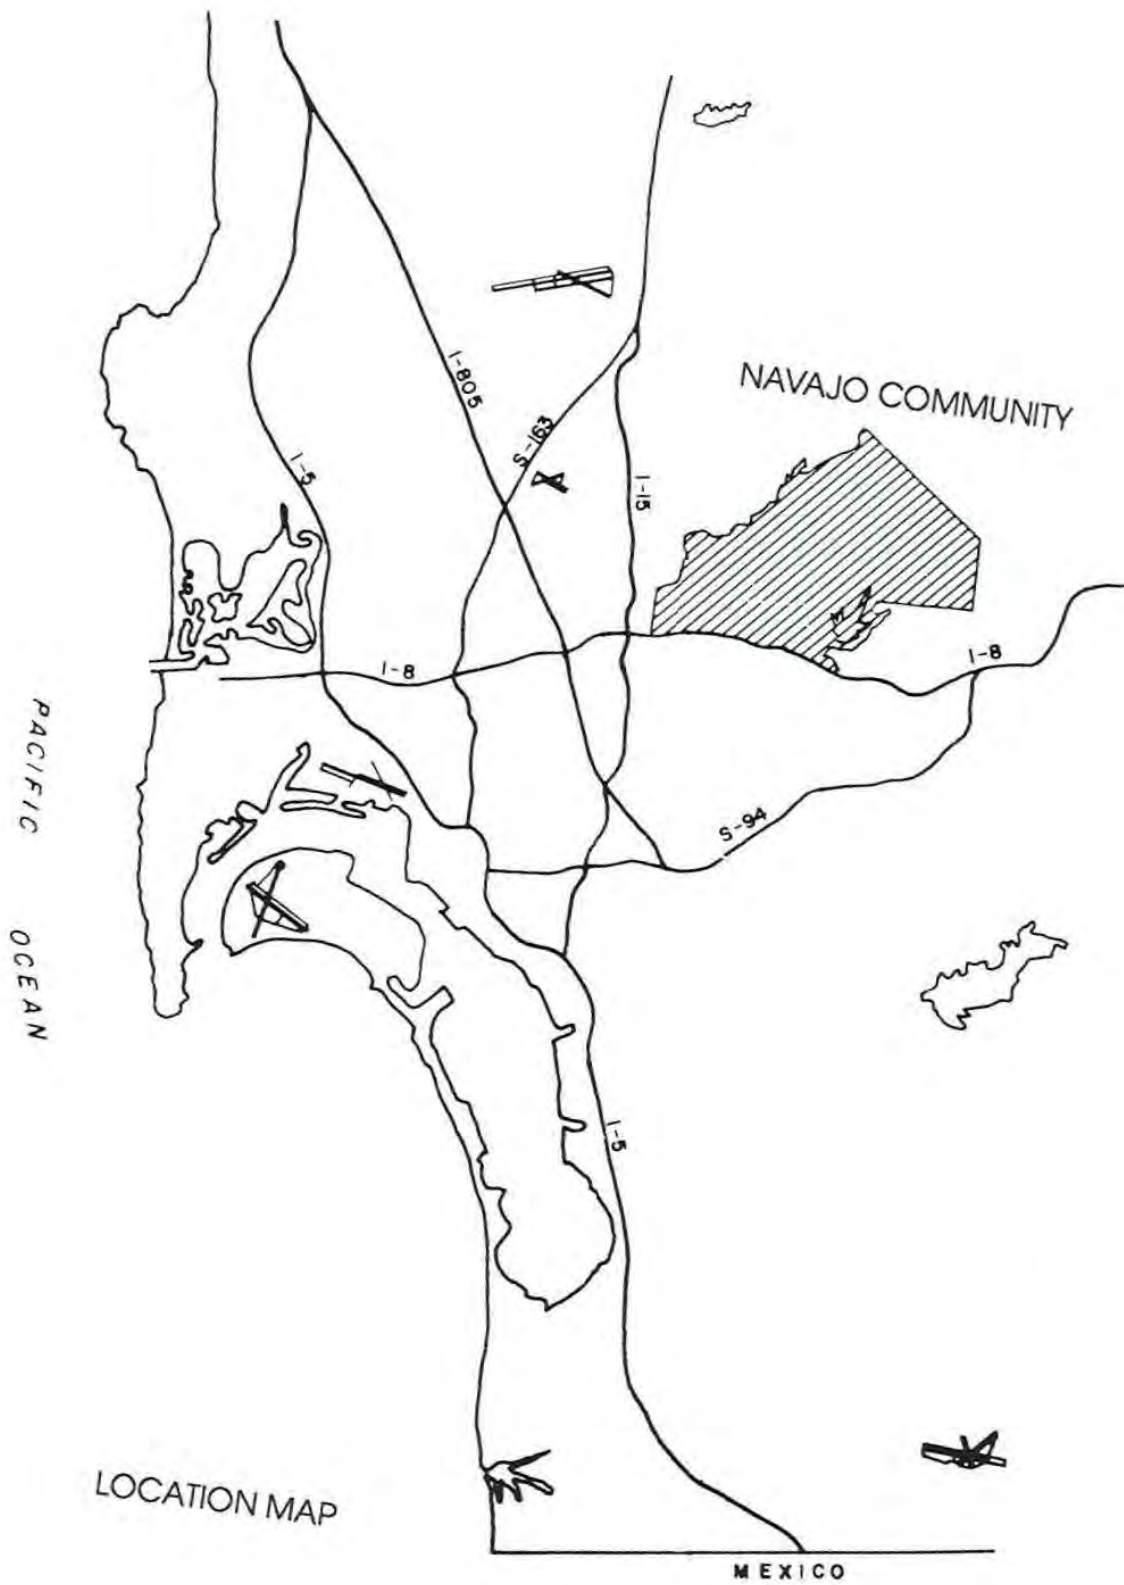 I-805
NAVAJO COMMUNITY
S-163
I-5
I-15
I-8
I-8
PACIFIC OCEAN
S-94
I-5
LOCATION MAP
MEXICO